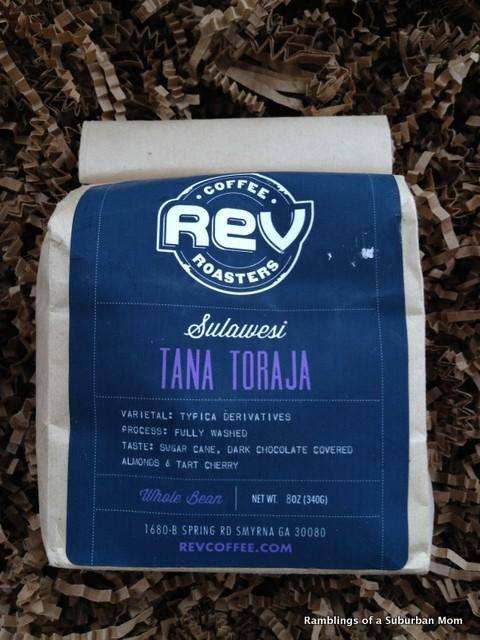 • COFFEE •
Rev
ROASTERS
Sulawesi
TANA TORAJA
VARIETAL: TYPICA DERIVATIVES
PROCESS: FULLY WASHED
TASTE: SUGAR CANE, DARK CHOCOLATE COVERED
ALMONDS & TART CHERRY
Whole Bean NET WT. 8OZ (340G)
1680-B SPRING RD SMYRNA GA 30080
REVCOFFEE.COM
Ramblings of a Suburban Mom